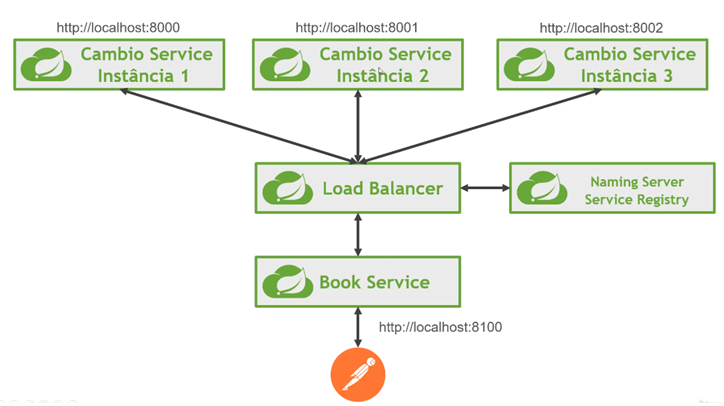 http://localhost:8000
http://localhost:8001
http://localhost:8002
Cambio Service
Instância 1
Cambio Service
Instância 2
Cambio Service
Instância 3
Load Balancer
Naming Server
Service Registry
Book Service
http://localhost:8100